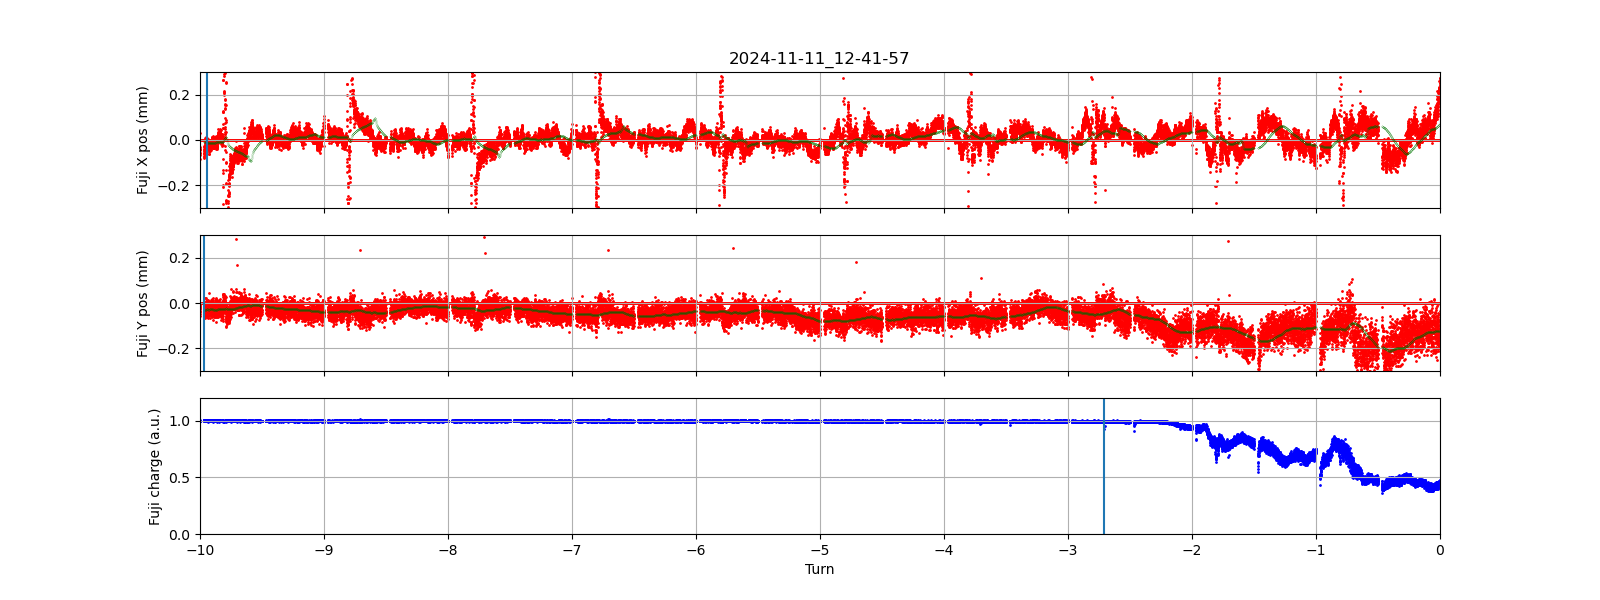 2024-11-11_12-41-57
Fuji X pos (mm)
0.2
0.0
−0.2
Fuji Y pos (mm)
0.2
0.0
−0.2
Fuji charge (a.u.)
1.0
0.5
0.0
−10 −9 −8 −7 −6 −5 −4 −3 −2 −1 0
Turn